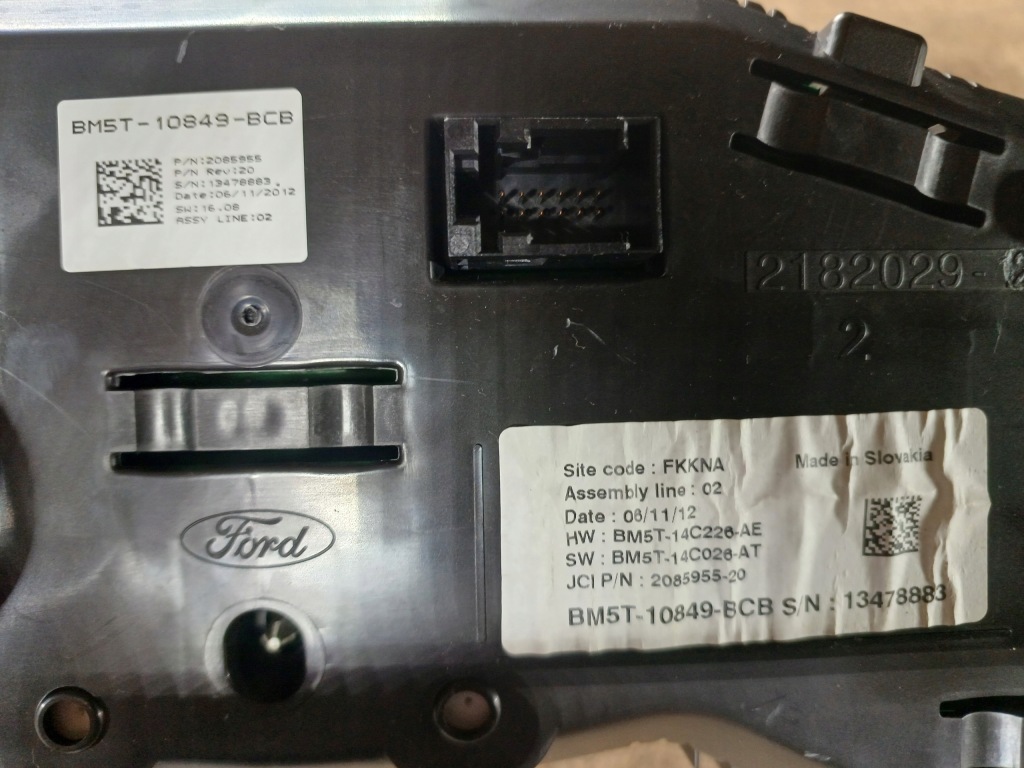 BM5T-10849-BCB
P/N:2085955
P/N Rev:20
S/N:13478883
Date:06/11/2012
SW:16.08
ASSY LINE:02
2182029-
2
Ford
Site code : FKKNA
Made in Slovakia
Assembly line : 02
Date : 06/11/12
HW : BM5T-14C226-AE
SW : BM5T-14C026-AT
JCI P/N : 2085955-20
BM5T-10849-BCB S/N : 13478883